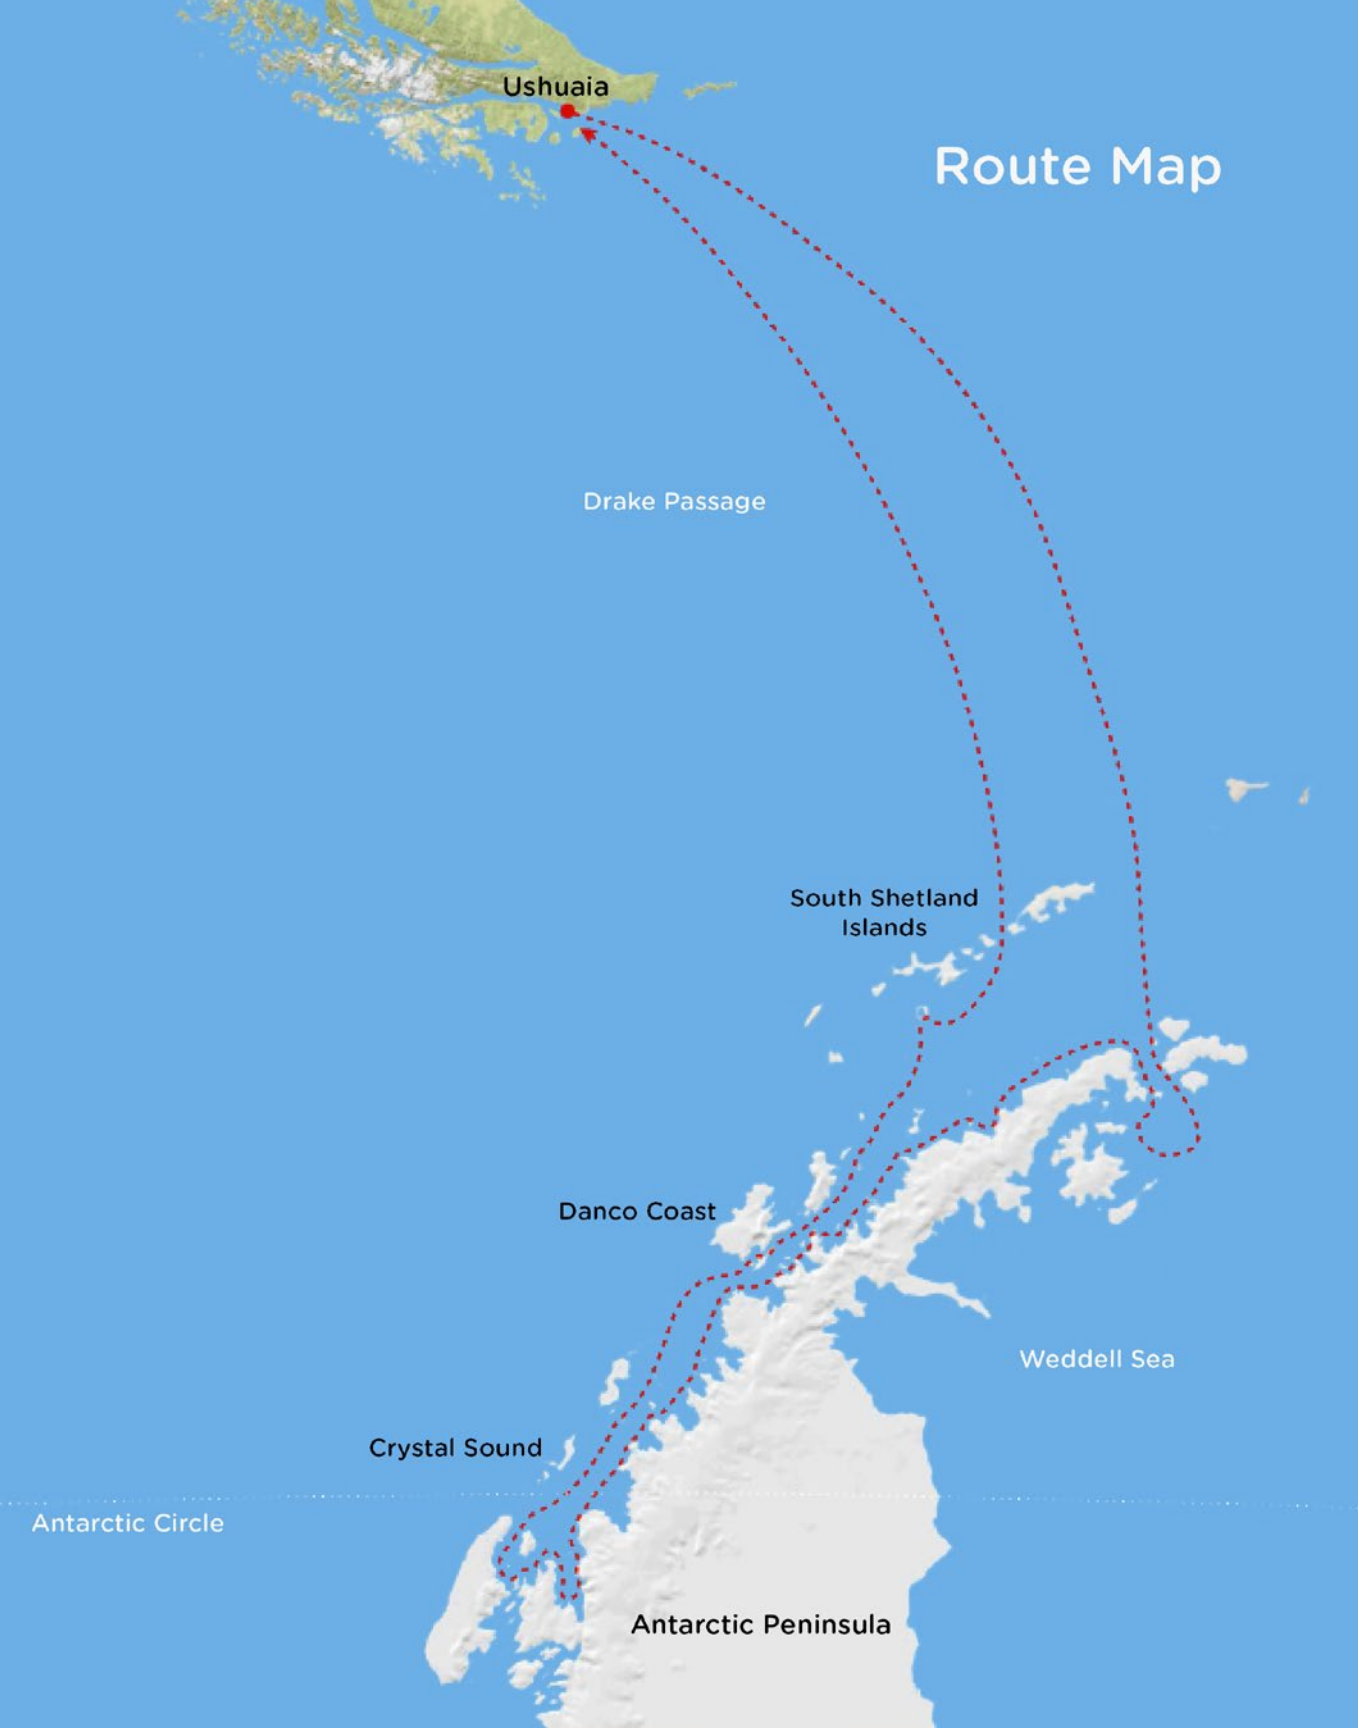 Ushuaia
Route Map
Drake Passage
South Shetland
Islands
Danco Coast
Weddell Sea
Crystal Sound
Antarctic Circle
Antarctic Peninsula